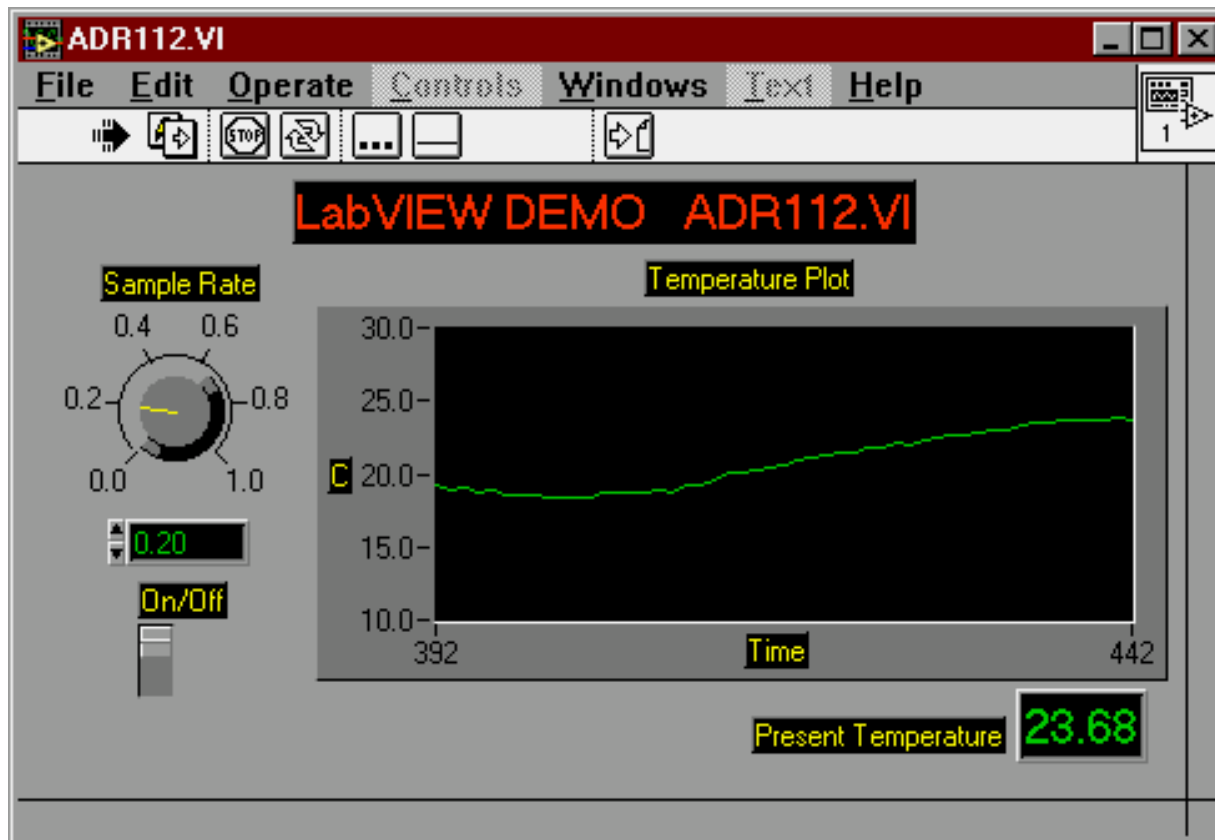 ADR112.VI
File Edit Operate Controls Windows Text Help
STOP
1
LabVIEW DEMO ADR112.VI
Sample Rate
0.4 0.6
0.2 0.8
0.0 1.0
0.20
On/Off
Temperature Plot
30.0
25.0
C 20.0
15.0
10.0
392 Time 442
Present Temperature 23.68